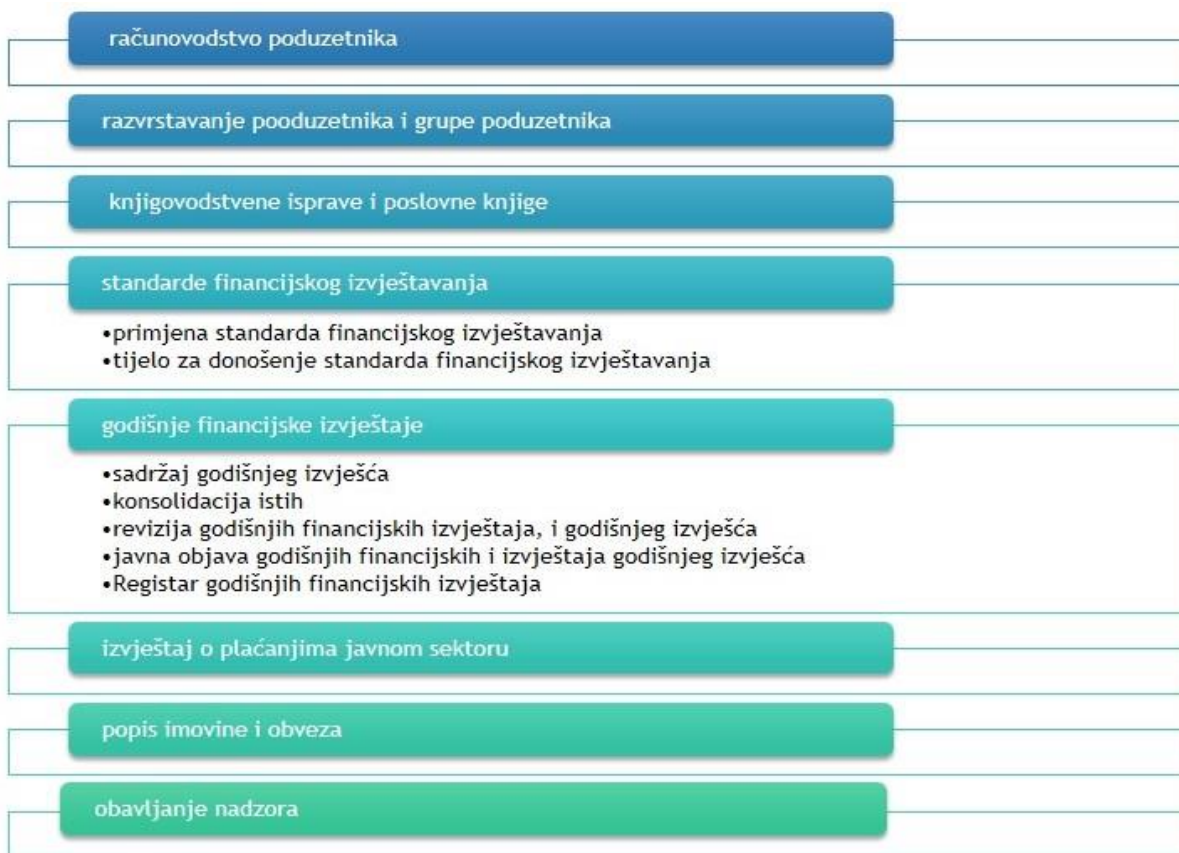 računovodstvo poduzetnika
razvrstavanje pooduzetnika i grupe poduzetnika
knjigovodstvene isprave i poslovne knjige
standarde financijskog izvještavanja
•primjena standarda financijskog izvještavanja
•tijelo za donošenje standarda financijskog izvještavanja
godišnje financijske izvještaje
•sadržaj godišnjeg izvješća
•konsolidacija istih
•revizija godišnjih financijskih izvještaja, i godišnjeg izvješća
•javna objava godišnjih financijskih i izvještaja godišnjeg izvješća
•Registar godišnjih financijskih izvještaja
izvještaj o plaćanjima javnom sektoru
popis imovine i obveza
obavljanje nadzora